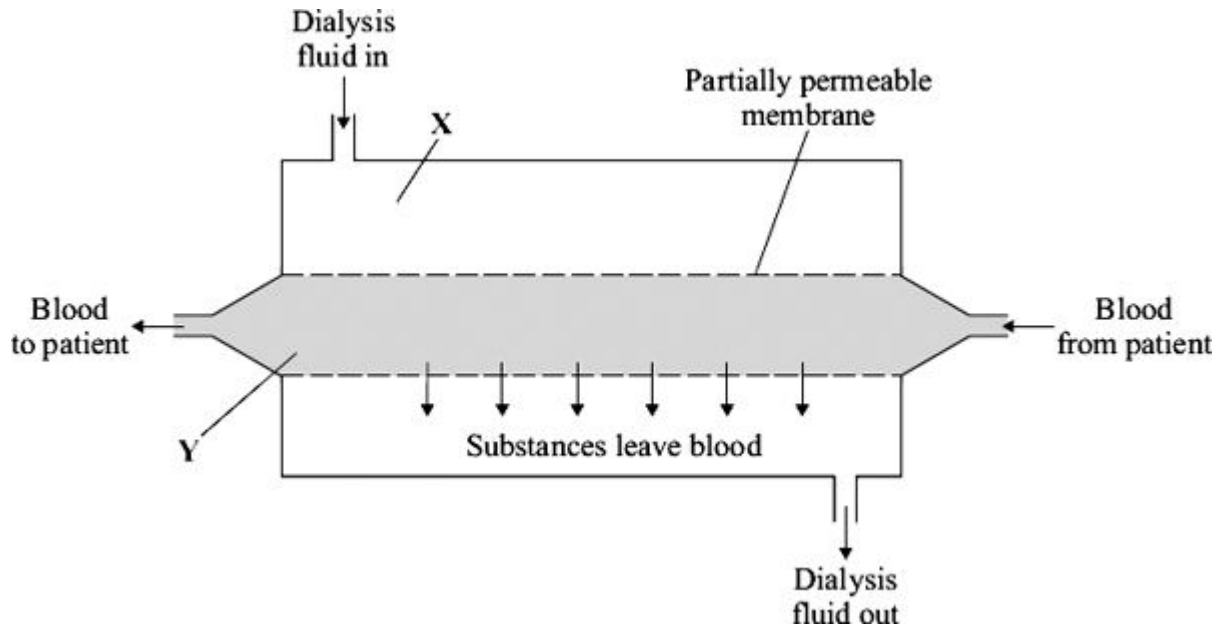 Dialysis
fluid in
Partially permeable
membrane
X
Blood
to patient
Blood
from patient
Y
Substances leave blood
Dialysis
fluid out